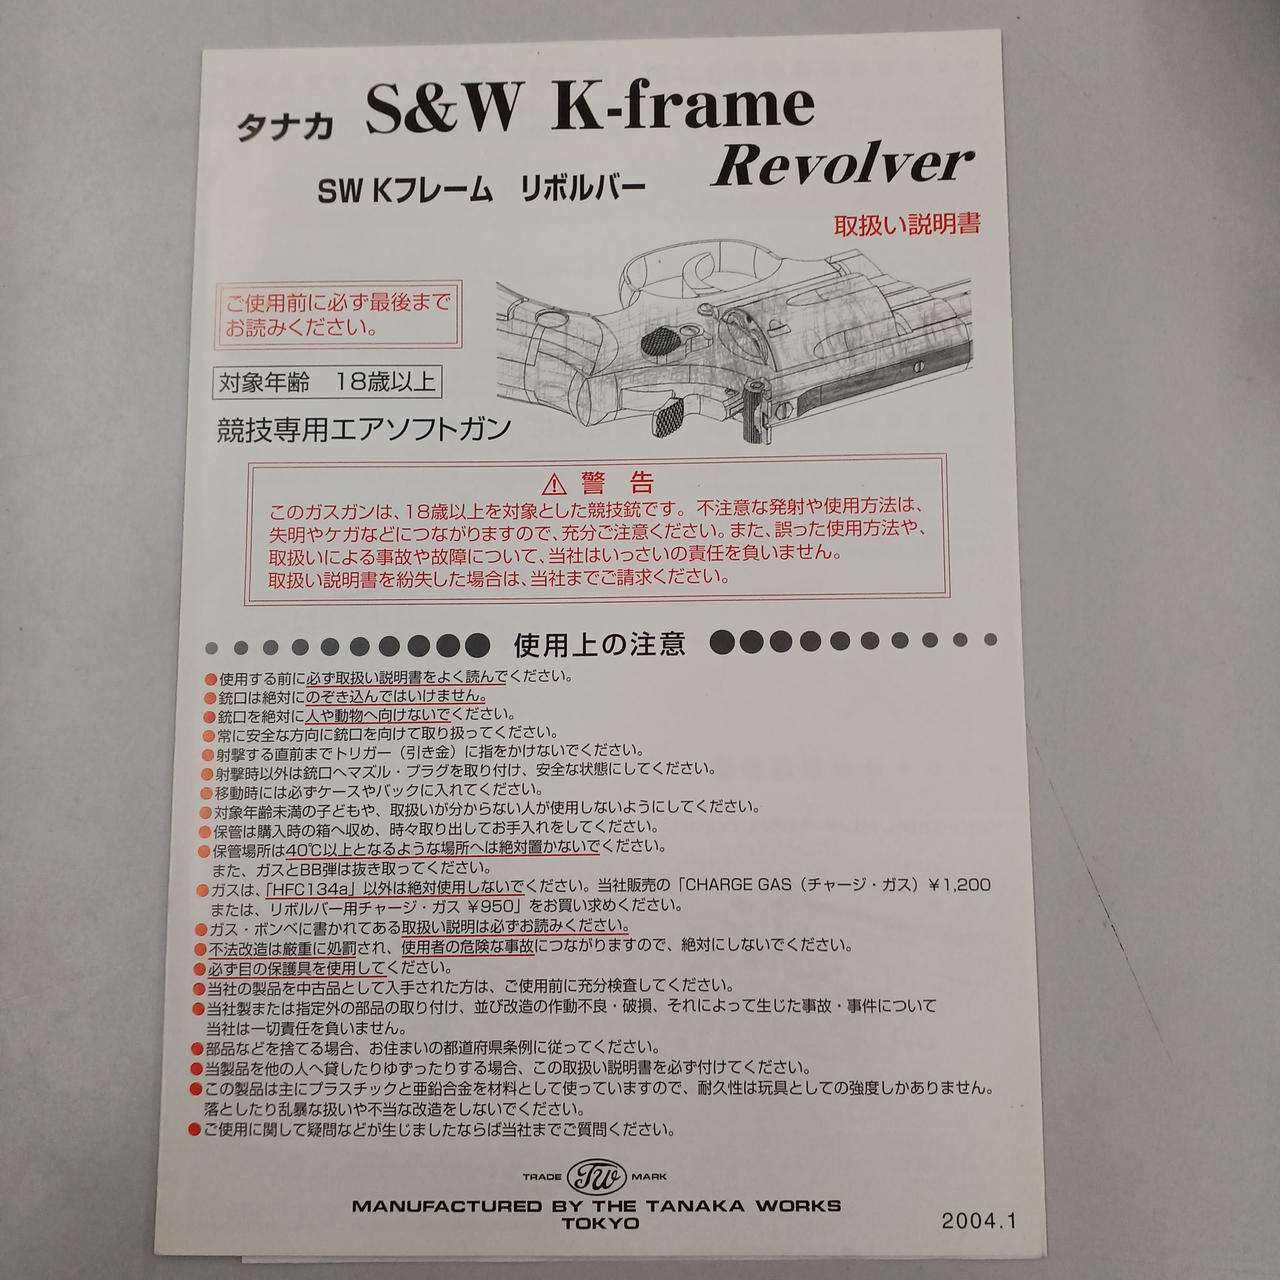 タナカ S&W K-frame
Revolver
SW Kフレーム リボルバー
取扱い説明書
ご使用前に必ず最後まで
お読みください。
対象年齢 18歳以上
競技専用エアソフトガン
⚠ 警告
このガスガンは、18歳以上を対象とした競技銃です。不注意な発射や使用方法は、
失明やケガなどにつながりますので、充分ご注意ください。また、誤った使用方法や、
取扱いによる事故や故障について、当社はいっさいの責任を負いません。
取扱い説明書を紛失した場合は、当社までご請求ください。
使用上の注意
●使用する前に必ず取扱い説明書をよく読んでください。
●銃口は絶対にのぞき込んではいけません。
●銃口を絶対に人や動物へ向けないでください。
●常に安全な方向に銃口を向けて取り扱ってください。
●射撃する直前までトリガー（引き金）に指をかけないでください。
●射撃時以外は銃口へマズル・プラグを取り付け、安全な状態にしてください。
●移動時には必ずケースやバックに入れてください。
●対象年齢未満の子どもや、取扱いが分からない人が使用しないようにしてください。
●保管は購入時の箱へ収め、時々取り出してお手入れをしてください。
●保管場所は40℃以上となるような場所へは絶対置かないでください。
また、ガスとBB弾は抜き取ってください。
●ガスは、「HFC134a」以外は絶対使用しないでください。当社販売の「CHARGE GAS（チャージ・ガス）￥1,200
または、リボルバー用チャージ・ガス ￥950」をお買い求めください。
●ガス・ボンベに書かれてある取扱い説明は必ずお読みください。
●不法改造は厳重に処罰され、使用者の危険な事故につながりますので、絶対にしないでください。
●必ず目の保護具を使用してください。
●当社の製品を中古品として入手された方は、ご使用前に充分検査してください。
●当社製または指定外の部品の取り付け、並び改造の作動不良・破損、それによって生じた事故・事件について
当社は一切責任を負いません。
●部品などを捨てる場合、お住まいの都道府県条例に従ってください。
●当製品を他の人へ貸したりゆずったりする場合、この取扱い説明書を必ず付けてください。
●この製品は主にプラスチックと亜鉛合金を材料として使っていますので、耐久性は玩具としての強度しかありません。
落としたり乱暴な扱いや不当な改造をしないでください。
●ご使用に関して疑問などが生じましたならば当社までご質問ください。
TRADE TW MARK
MANUFACTURED BY THE TANAKA WORKS
TOKYO
2004.1